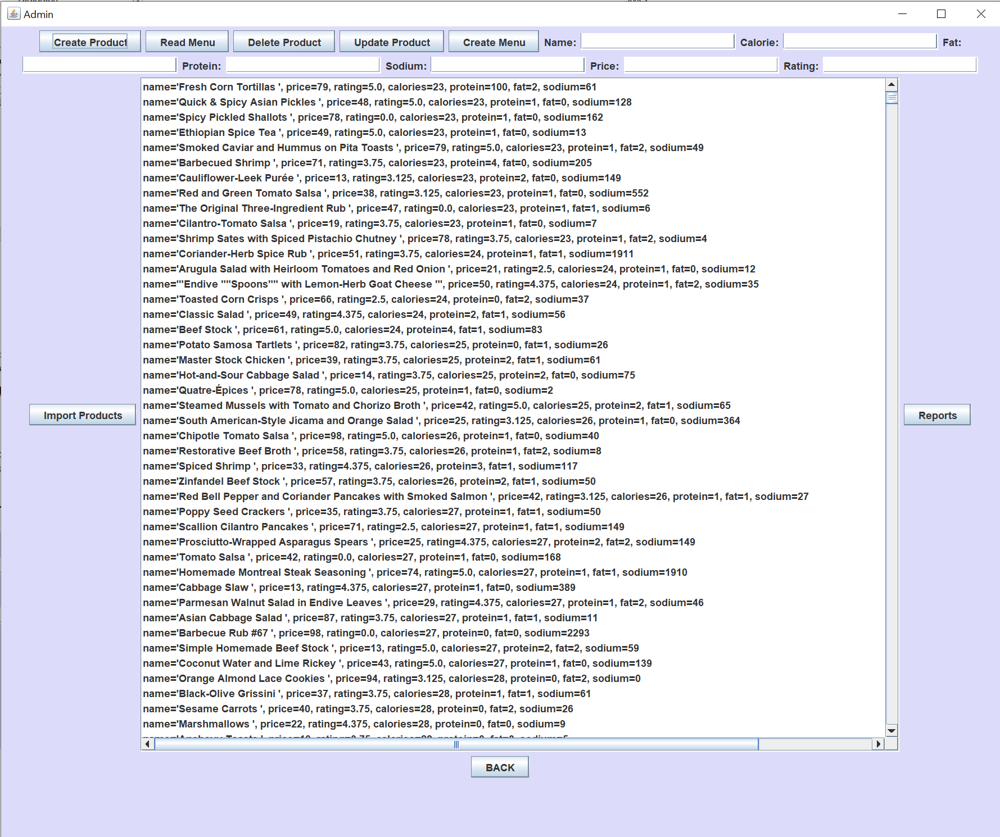 Admin
Create Product Read Menu Delete Product Update Product Create Menu Name: Calorie: Fat:
Protein: Sodium: Price: Rating:
name='Fresh Corn Tortillas ', price=79, rating=5.0, calories=23, protein=100, fat=2, sodium=61
name='Quick & Spicy Asian Pickles ', price=48, rating=5.0, calories=23, protein=1, fat=0, sodium=128
name='Spicy Pickled Shallots ', price=78, rating=0.0, calories=23, protein=1, fat=0, sodium=162
name='Ethiopian Spice Tea ', price=49, rating=5.0, calories=23, protein=1, fat=0, sodium=13
name='Smoked Caviar and Hummus on Pita Toasts ', price=79, rating=5.0, calories=23, protein=1, fat=2, sodium=49
name='Barbecued Shrimp ', price=71, rating=3.75, calories=23, protein=4, fat=0, sodium=205
name='Cauliflower-Leek Purée ', price=13, rating=3.125, calories=23, protein=2, fat=0, sodium=149
name='Red and Green Tomato Salsa ', price=38, rating=3.125, calories=23, protein=1, fat=0, sodium=552
name='The Original Three-Ingredient Rub ', price=47, rating=0.0, calories=23, protein=1, fat=1, sodium=6
name='Cilantro-Tomato Salsa ', price=19, rating=3.75, calories=23, protein=1, fat=0, sodium=7
name='Shrimp Sates with Spiced Pistachio Chutney ', price=78, rating=3.75, calories=23, protein=1, fat=2, sodium=4
name='Coriander-Herb Spice Rub ', price=51, rating=3.75, calories=24, protein=1, fat=1, sodium=1911
name='Arugula Salad with Heirloom Tomatoes and Red Onion ', price=21, rating=2.5, calories=24, protein=1, fat=0, sodium=12
name='"Endive ""Spoons"" with Lemon-Herb Goat Cheese "', price=50, rating=4.375, calories=24, protein=1, fat=2, sodium=35
name='Toasted Corn Crisps ', price=66, rating=2.5, calories=24, protein=0, fat=2, sodium=37
name='Classic Salad ', price=49, rating=4.375, calories=24, protein=2, fat=1, sodium=56
name='Beef Stock ', price=61, rating=5.0, calories=24, protein=4, fat=1, sodium=83
name='Potato Samosa Tartlets ', price=82, rating=3.75, calories=25, protein=0, fat=1, sodium=26
name='Master Stock Chicken ', price=39, rating=3.75, calories=25, protein=2, fat=1, sodium=61
name='Hot-and-Sour Cabbage Salad ', price=14, rating=3.75, calories=25, protein=2, fat=0, sodium=75
name='Quatre-Épices ', price=78, rating=5.0, calories=25, protein=1, fat=0, sodium=2
name='Steamed Mussels with Tomato and Chorizo Broth ', price=42, rating=5.0, calories=25, protein=2, fat=1, sodium=65
Import Products
Reports
name='South American-Style Jícama and Orange Salad ', price=25, rating=3.125, calories=26, protein=1, fat=0, sodium=364
name='Chipotle Tomato Salsa ', price=98, rating=5.0, calories=26, protein=1, fat=0, sodium=40
name='Restorative Beef Broth ', price=58, rating=3.75, calories=26, protein=1, fat=2, sodium=8
name='Spiced Shrimp ', price=33, rating=4.375, calories=26, protein=3, fat=1, sodium=117
name='Zinfandel Beef Stock ', price=57, rating=3.75, calories=26, protein=2, fat=1, sodium=50
name='Red Bell Pepper and Coriander Pancakes with Smoked Salmon ', price=42, rating=3.125, calories=26, protein=1, fat=1, sodium=27
name='Poppy Seed Crackers ', price=35, rating=3.75, calories=27, protein=1, fat=1, sodium=50
name='Scallion Cilantro Pancakes ', price=71, rating=2.5, calories=27, protein=1, fat=1, sodium=149
name='Prosciutto-Wrapped Asparagus Spears ', price=25, rating=4.375, calories=27, protein=2, fat=2, sodium=149
name='Tomato Salsa ', price=42, rating=0.0, calories=27, protein=1, fat=0, sodium=168
name='Homemade Montreal Steak Seasoning ', price=74, rating=5.0, calories=27, protein=1, fat=1, sodium=1910
name='Cabbage Slaw ', price=13, rating=4.375, calories=27, protein=1, fat=0, sodium=389
name='Parmesan Walnut Salad in Endive Leaves ', price=29, rating=4.375, calories=27, protein=1, fat=2, sodium=46
name='Asian Cabbage Salad ', price=87, rating=3.75, calories=27, protein=1, fat=1, sodium=11
name='Barbecue Rub #67 ', price=98, rating=0.0, calories=27, protein=0, fat=0, sodium=2293
name='Simple Homemade Beef Stock ', price=13, rating=5.0, calories=27, protein=2, fat=2, sodium=59
name='Coconut Water and Lime Rickey ', price=43, rating=5.0, calories=27, protein=1, fat=0, sodium=139
name='Orange Almond Lace Cookies ', price=94, rating=3.125, calories=28, protein=0, fat=2, sodium=0
name='Black-Olive Grissini ', price=37, rating=3.75, calories=28, protein=1, fat=1, sodium=61
name='Sesame Carrots ', price=40, rating=3.75, calories=28, protein=0, fat=2, sodium=26
name='Marshmallows ', price=22, rating=4.375, calories=28, protein=0, fat=0, sodium=9
BACK